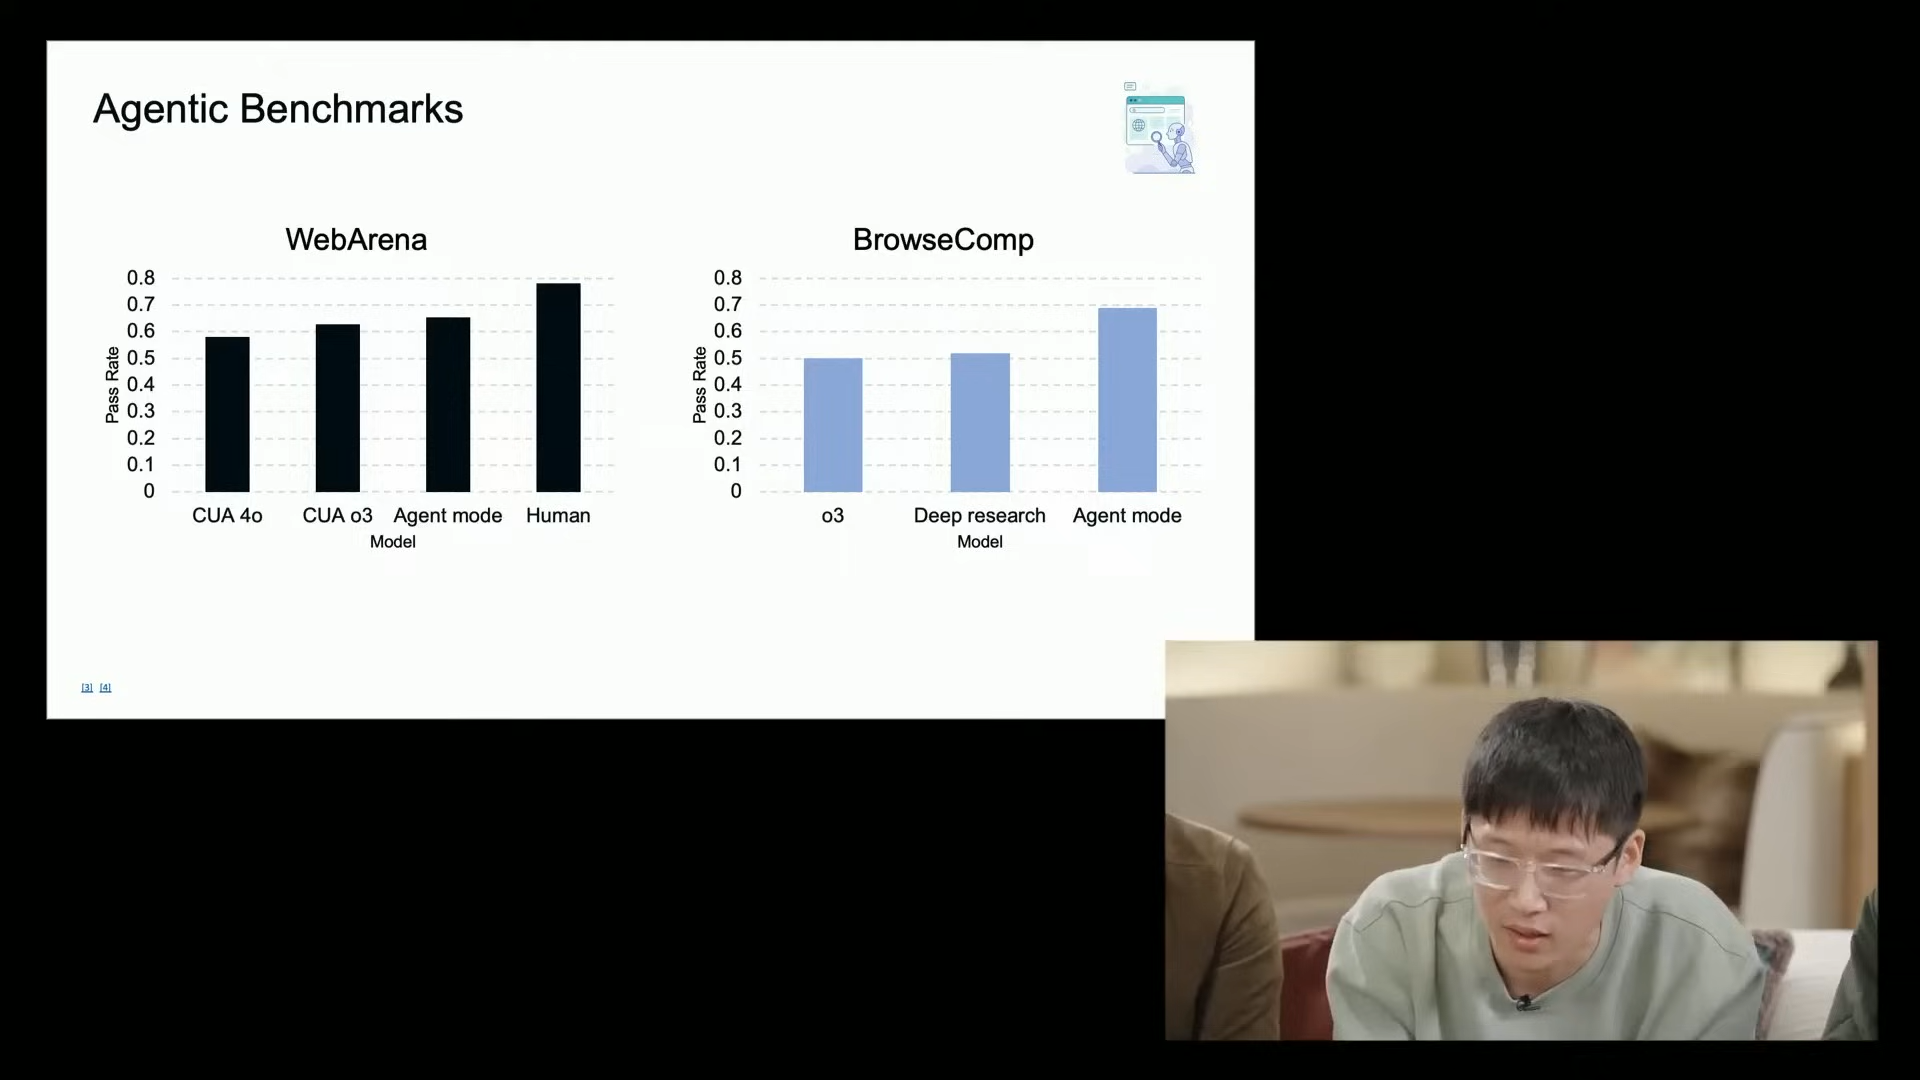 Agentic Benchmarks
WebArena
0.8
0.7
0.6
0.5
0.4
0.3
0.2
0.1
0
Pass Rate
CUA 4o CUA o3 Agent mode Human
Model
BrowseComp
0.8
0.7
0.6
0.5
0.4
0.3
0.2
0.1
0
Pass Rate
o3 Deep research Agent mode
Model
[3] [4]